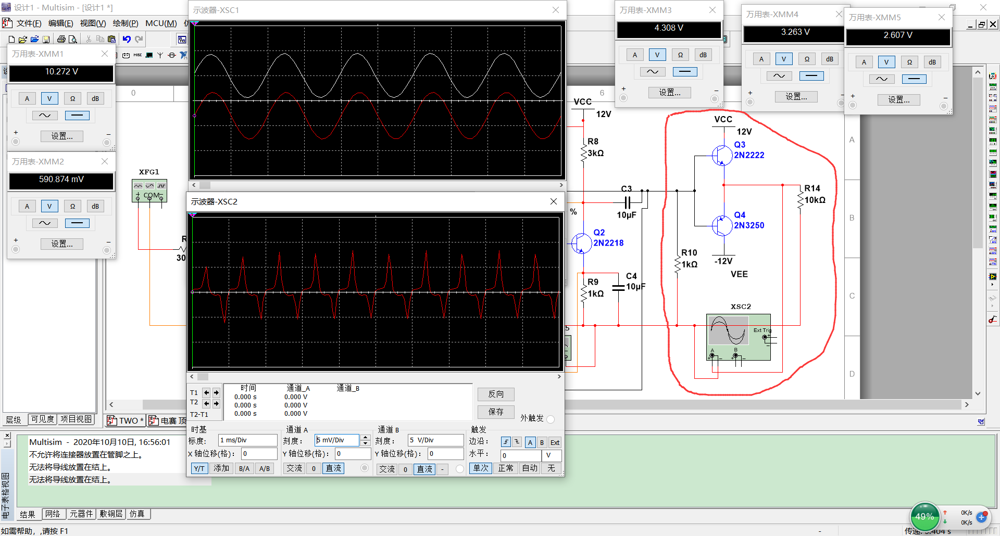 设计1 - Multisim - [设计1 *]
文件(F) 编辑(E) 视图(V) 绘制(P) MCU(M)
MISC
示波器-XSC1
万用表-XMM1
10.272 V
A V Ω dB
设置...
+ −
万用表-XMM2
590.874 mV
A V Ω dB
设置...
+ −
万用表-XMM3
4.308 V
A V Ω dB
设置...
+ −
万用表-XMM4
3.263 V
A V Ω dB
设置...
+ −
万用表-XMM5
2.607 V
A V Ω dB
设置...
+ −
0
6
A
B
C
D
XFG1
COM
R
30
VCC
12V
R8
3kΩ
C3
10μF
%
Q2
2N2218
R9
1kΩ
C4
10μF
5
VCC
12V
Q3
2N2222
R14
10kΩ
Q4
2N3250
R10
1kΩ
-12V
VEE
XSC2
Ext Trig
A B
示波器-XSC2
时间 通道_A 通道_B
T1 0.000 s 0.000 V
T2 0.000 s 0.000 V
T2-T1 0.000 s 0.000 V
反向
保存
外触发
时基
标度: 1 ms/Div
X 轴位移(格): 0
Y/T 添加 B/A A/B
通道 A
刻度: 5 mV/Div
Y 轴位移(格): 0
交流 0 直流
通道 B
刻度: 5 V/Div
Y 轴位移(格): 0
交流 0 直流 -
触发
边沿: A B Ext
水平: 0 V
单次 正常 自动 无
层级 可见度 项目视图
TWO * 电赛 顶
Multisim - 2020年10月10日, 16:56:01
不允许将连接器放置在管脚之上。
无法将导线放置在结上。
无法将导线放置在结上。
电子表格视图
结果 网络 元器件 敷铜层 仿真
如需帮助，,请按 F1
-
49%
0K/s
0K/s